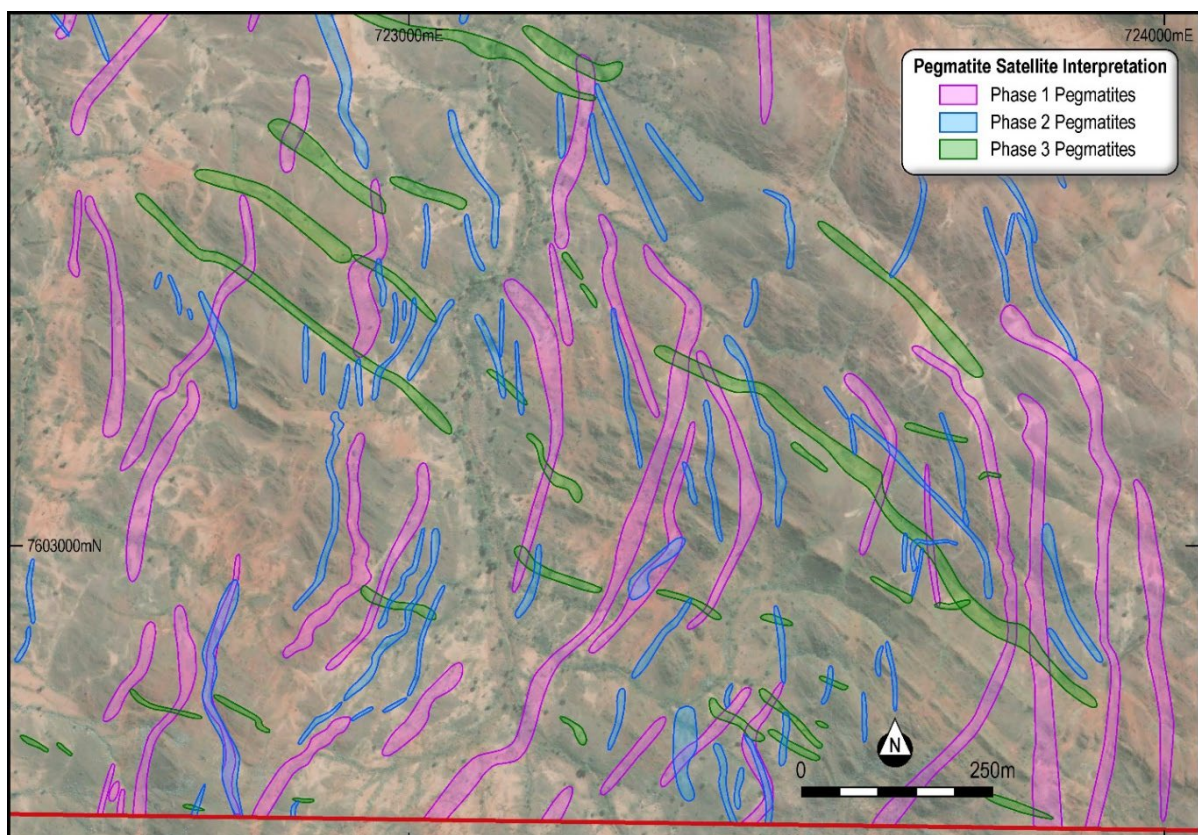 723000mE
724000mE
Pegmatite Satellite Interpretation
Phase 1 Pegmatites
Phase 2 Pegmatites
Phase 3 Pegmatites
7603000mN
N
0
250m